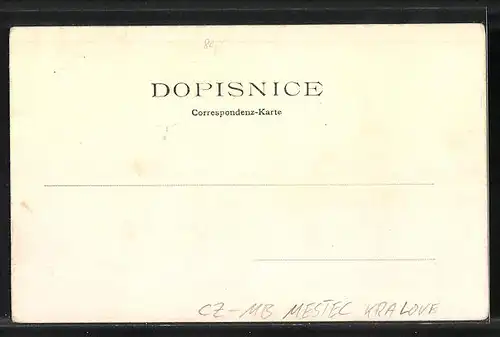 DOPISNICE
Correspondenz-Karte
CZ-MB MESTEC KRALOVE